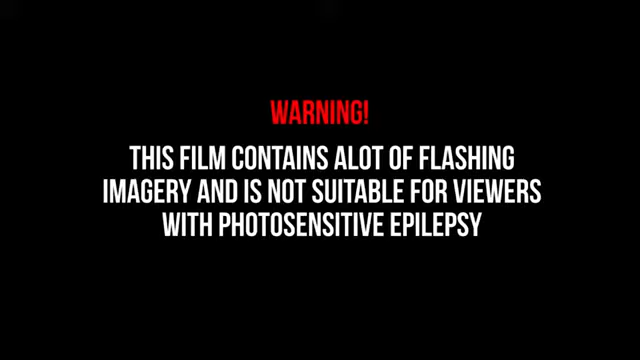 WARNING!
THIS FILM CONTAINS ALOT OF FLASHING
IMAGERY AND IS NOT SUITABLE FOR VIEWERS
WITH PHOTOSENSITIVE EPILEPSY